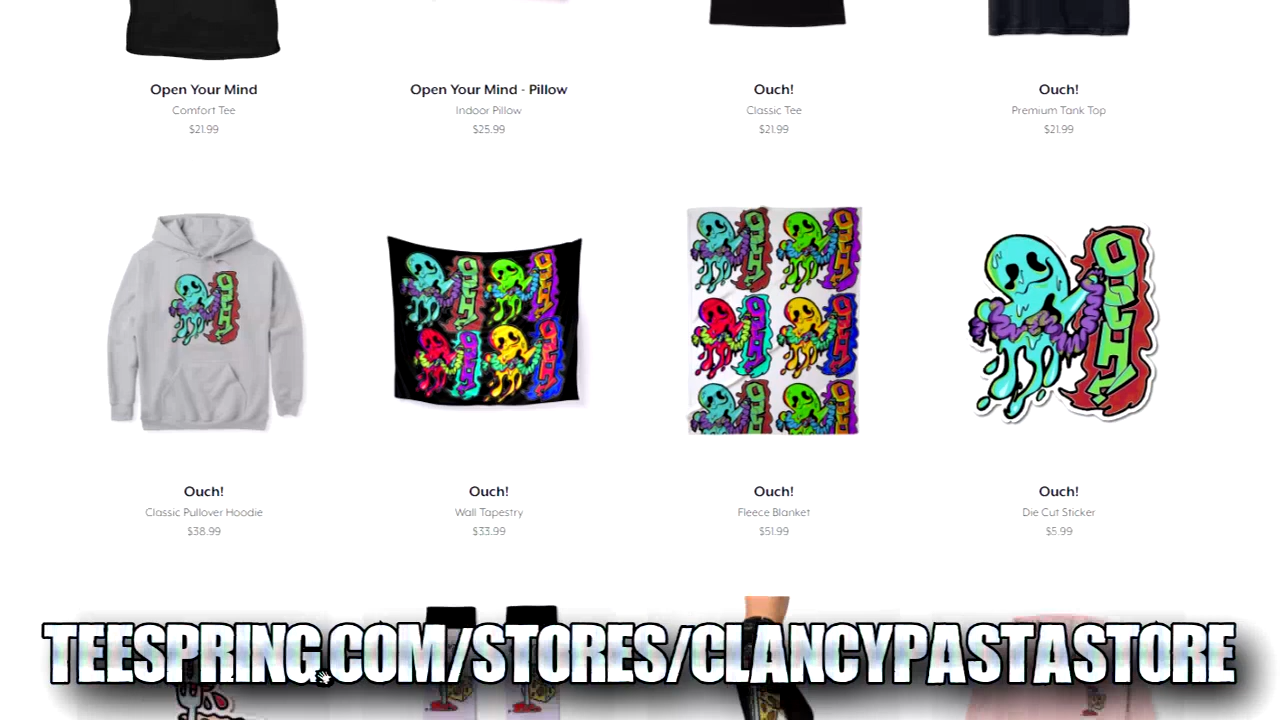 Open Your Mind
Comfort Tee
$21.99
Open Your Mind - Pillow
Indoor Pillow
$25.99
Ouch!
Classic Tee
$21.99
Ouch!
Premium Tank Top
$21.99
OUCH!
Ouch!
Classic Pullover Hoodie
$38.99
Ouch!
Wall Tapestry
$33.99
Ouch!
Fleece Blanket
$51.99
Ouch!
Die Cut Sticker
$5.99
TEESPRING.COM/STORES/CLANCYPASTASTORE